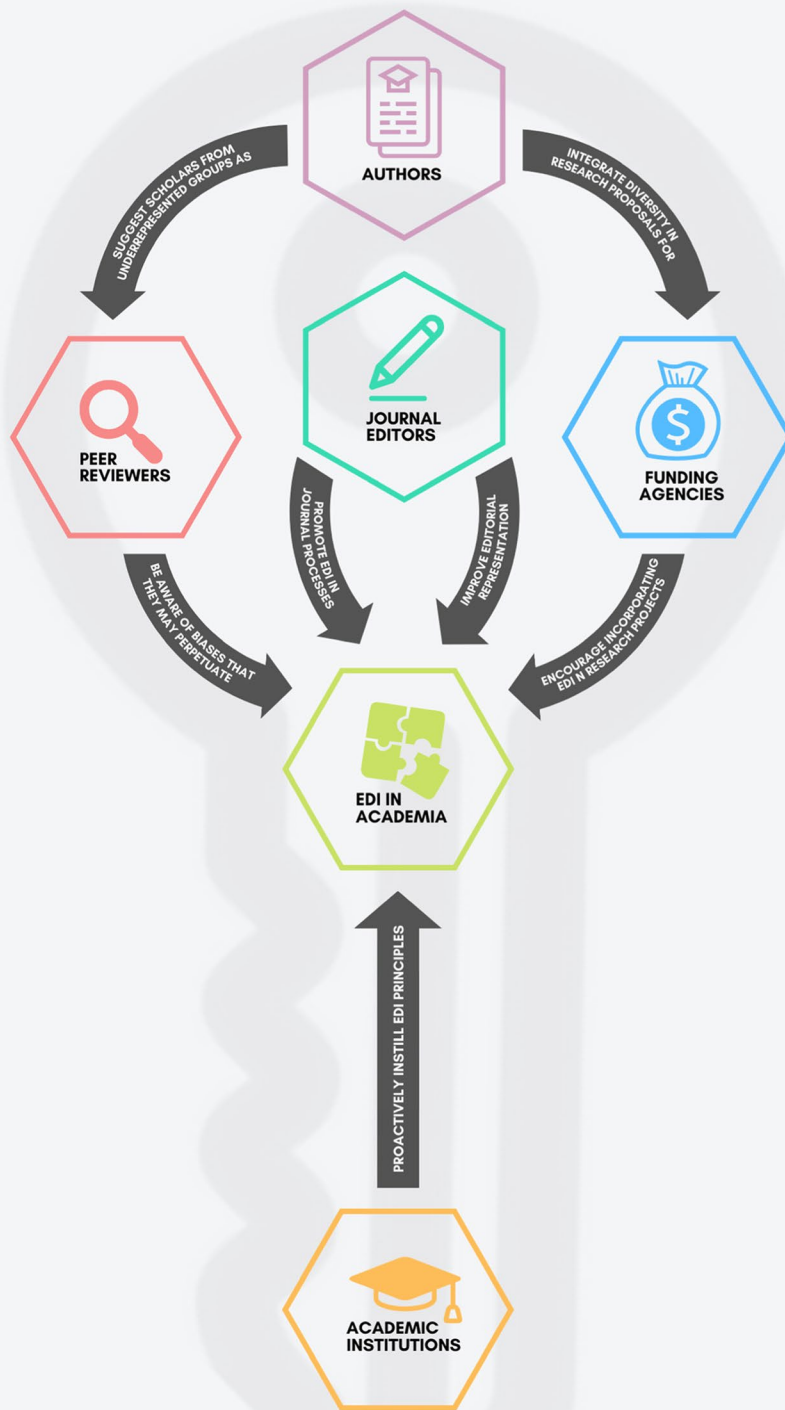 AUTHORS
SUGGEST SCHOLARS FROM
UNDERREPRESENTED GROUPS AS
INTEGRATE DIVERSITY IN
RESEARCH PROPOSALS FOR
PEER
REVIEWERS
JOURNAL
EDITORS
$
FUNDING
AGENCIES
BE AWARE OF BIASES THAT
THEY MAY PERPETUATE
PROMOTE EDI IN
JOURNAL PROCESSES
IMPROVE EDITORIAL
REPRESENTATION
ENCOURAGE INCORPORATING
EDI N RESEARCH PROJECTS
EDI IN
ACADEMIA
PROACTIVELY INSTILL EDI PRINCIPLES
ACADEMIC
INSTITUTIONS